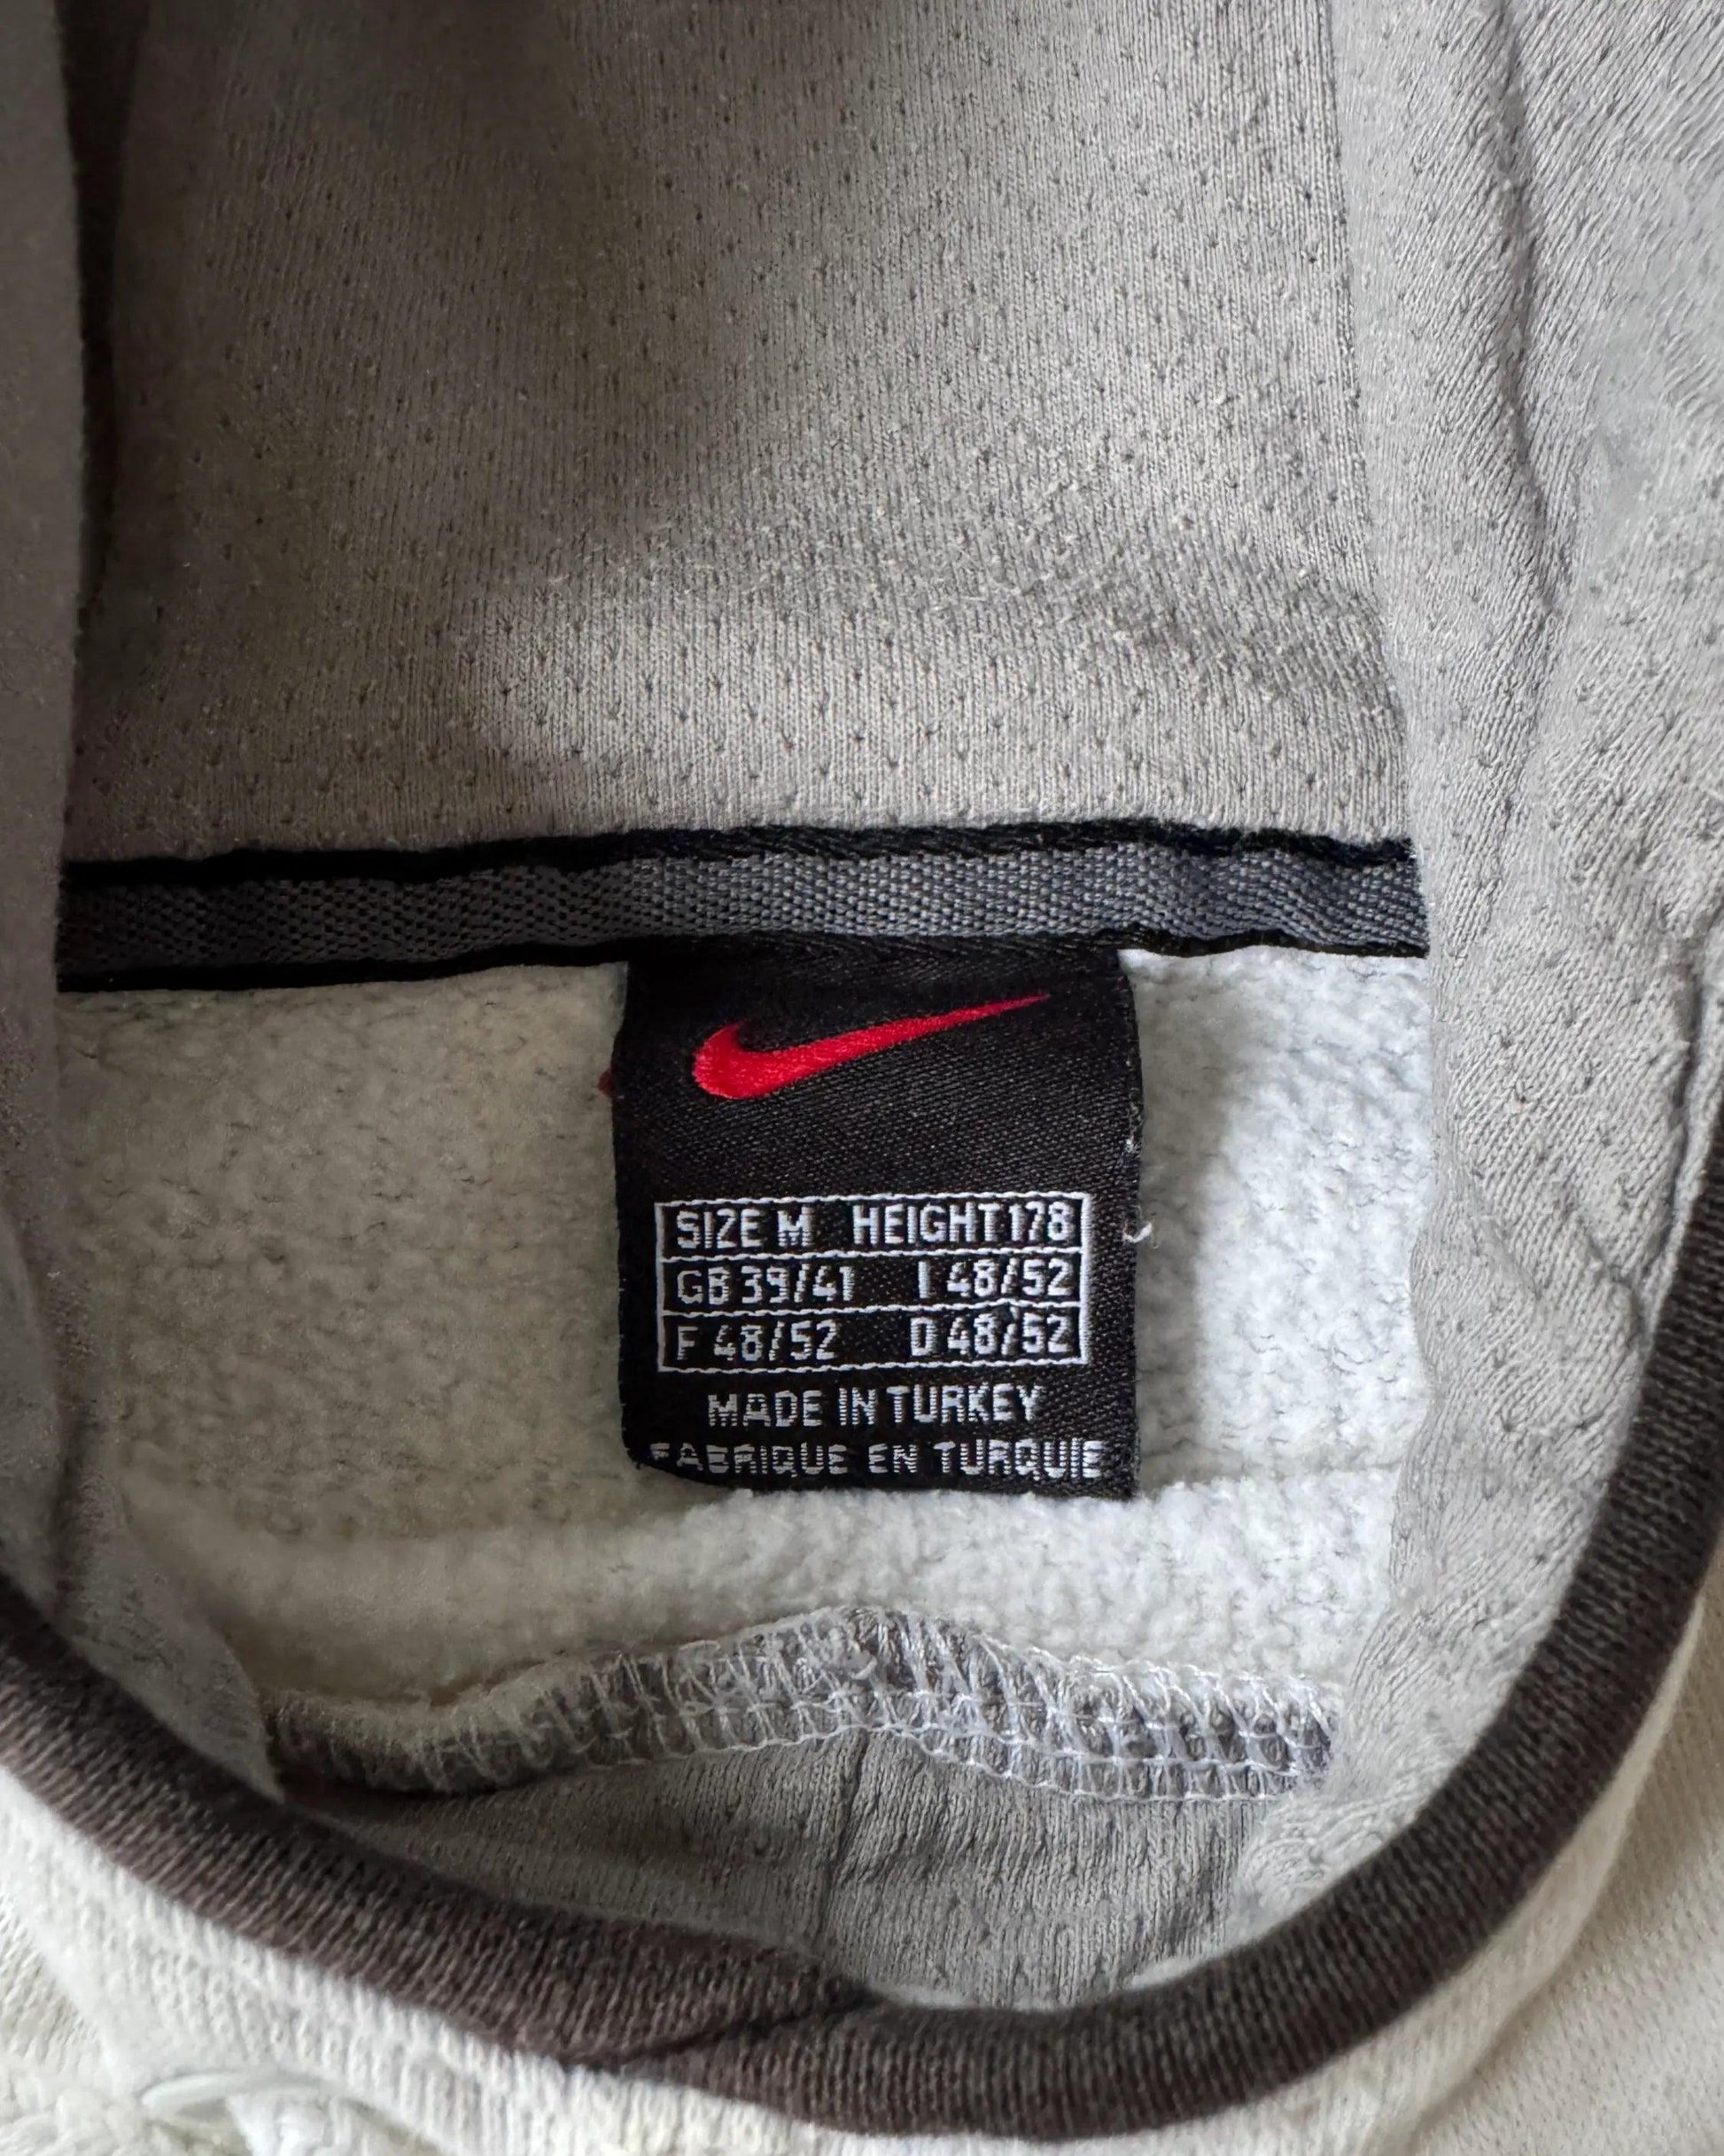 SIZE M HEIGHT 178
GB 39/41 I 48/52
F 48/52 D 48/52
MADE IN TURKEY
FABRIQUE EN TURQUIE